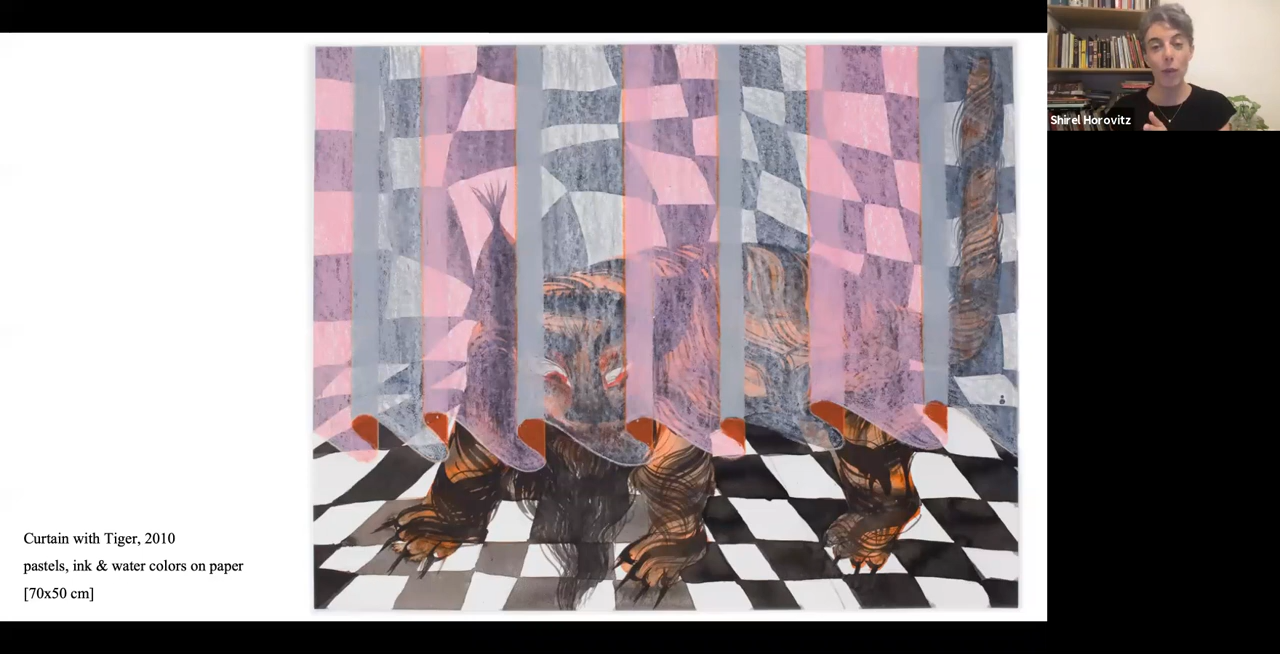 Shirel Horovitz
Curtain with Tiger, 2010
pastels, ink & water colors on paper
[70x50 cm]